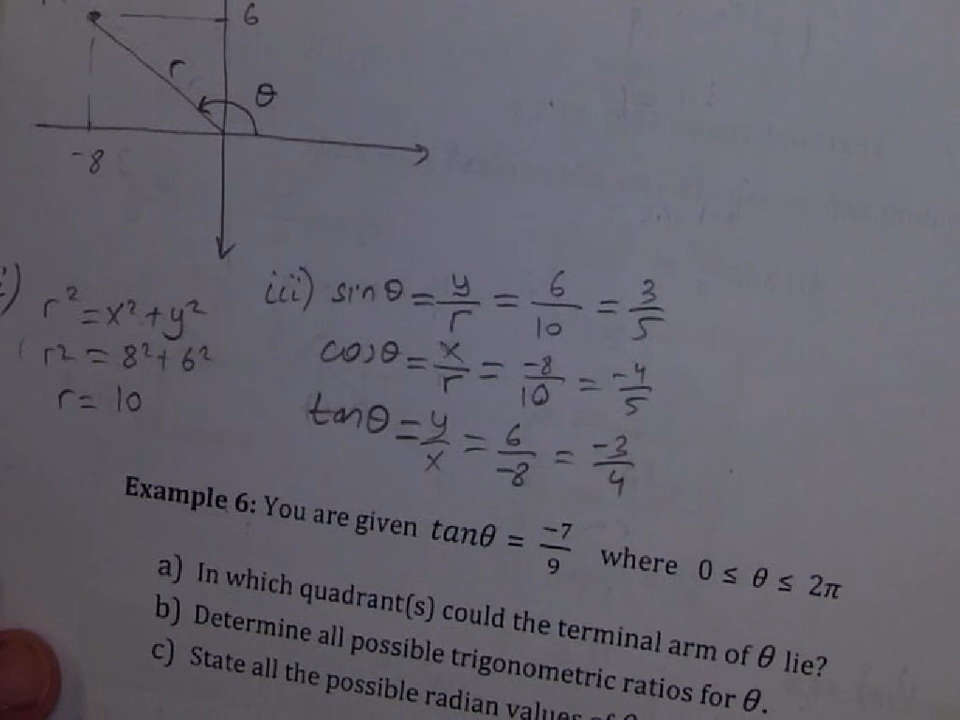 6
r
θ
-8
i) r² = x² + y²
r² = 8² + 6²
r = 10
iii) sin θ = y/r = 6/10 = 3/5
cos θ = x/r = -8/10 = -4/5
tan θ = y/x = 6/-8 = -3/4
Example 6: You are given tanθ = -7/9 where 0 ≤ θ ≤ 2π
a) In which quadrant(s) could the terminal arm of θ lie?
b) Determine all possible trigonometric ratios for θ.
c) State all the possible radian values of θ